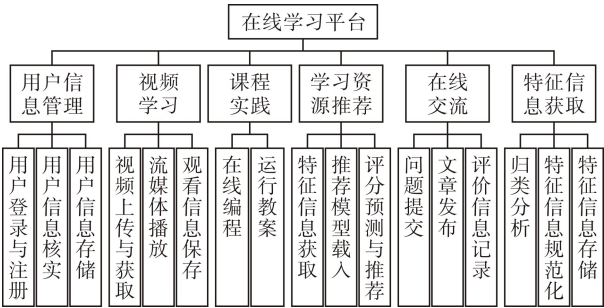 在线学习平台
用户信
息管理
视频
学习
课程
实践
学习资
源推荐
在线
交流
特征信
息获取
用户登录与注册
用户信息核实
用户信息存储
视频上传与获取
流媒体播放
观看信息保存
在线编程
运行教案
特征信息获取
推荐模型载入
评分预测与推荐
问题提交
文章发布
评价信息记录
归类分析
特征信息规范化
特征信息存储